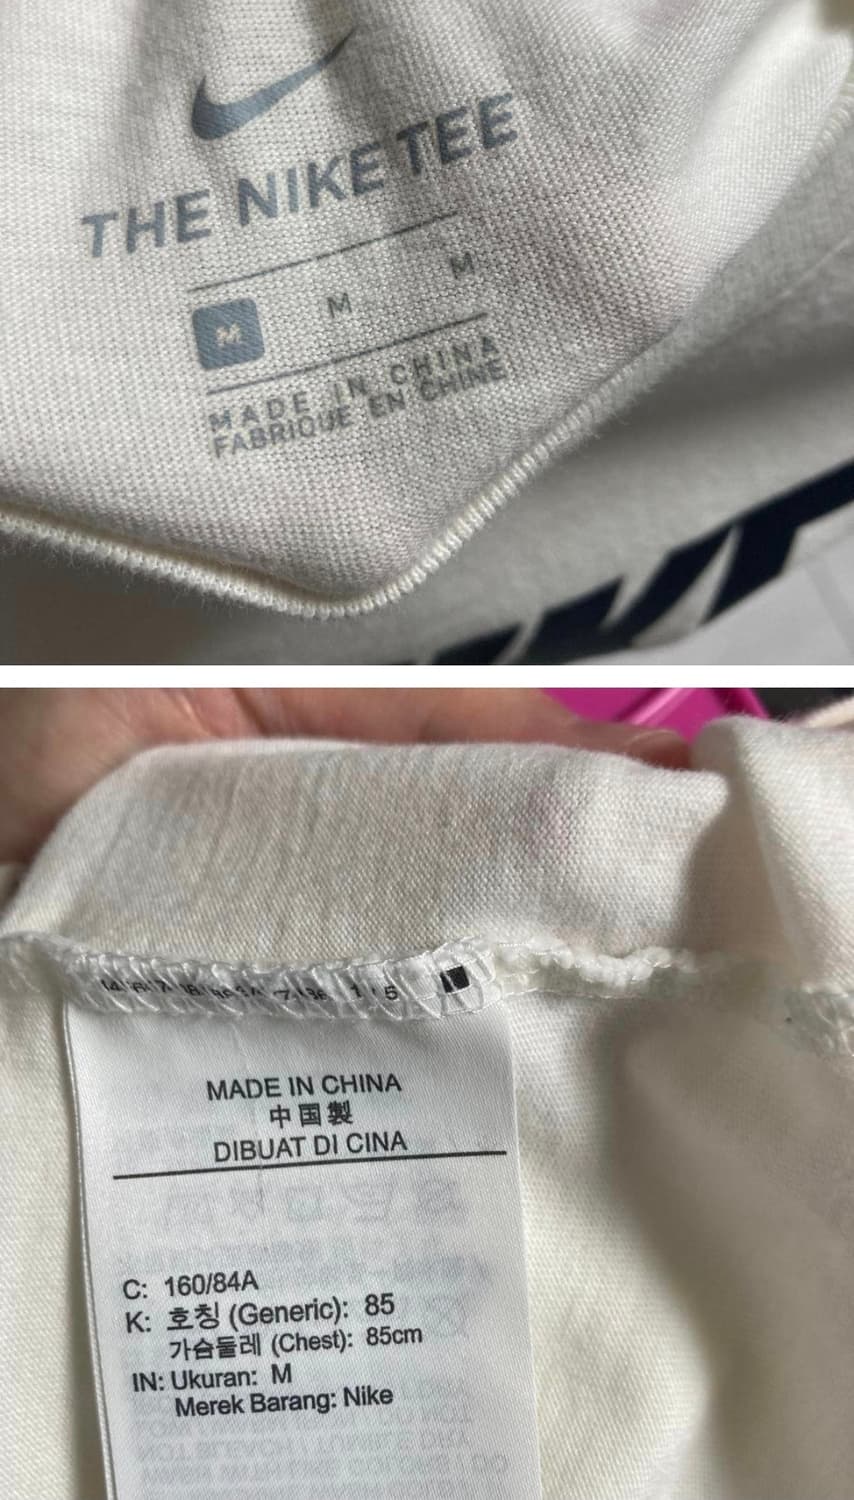 THE NIKE TEE
M M M
MADE IN CHINA
FABRIQUE EN CHINE
MADE IN CHINA
中国製
DIBUAT DI CINA
C: 160/84A
K: 호칭 (Generic): 85
가슴둘레 (Chest): 85cm
IN: Ukuran: M
Merek Barang: Nike